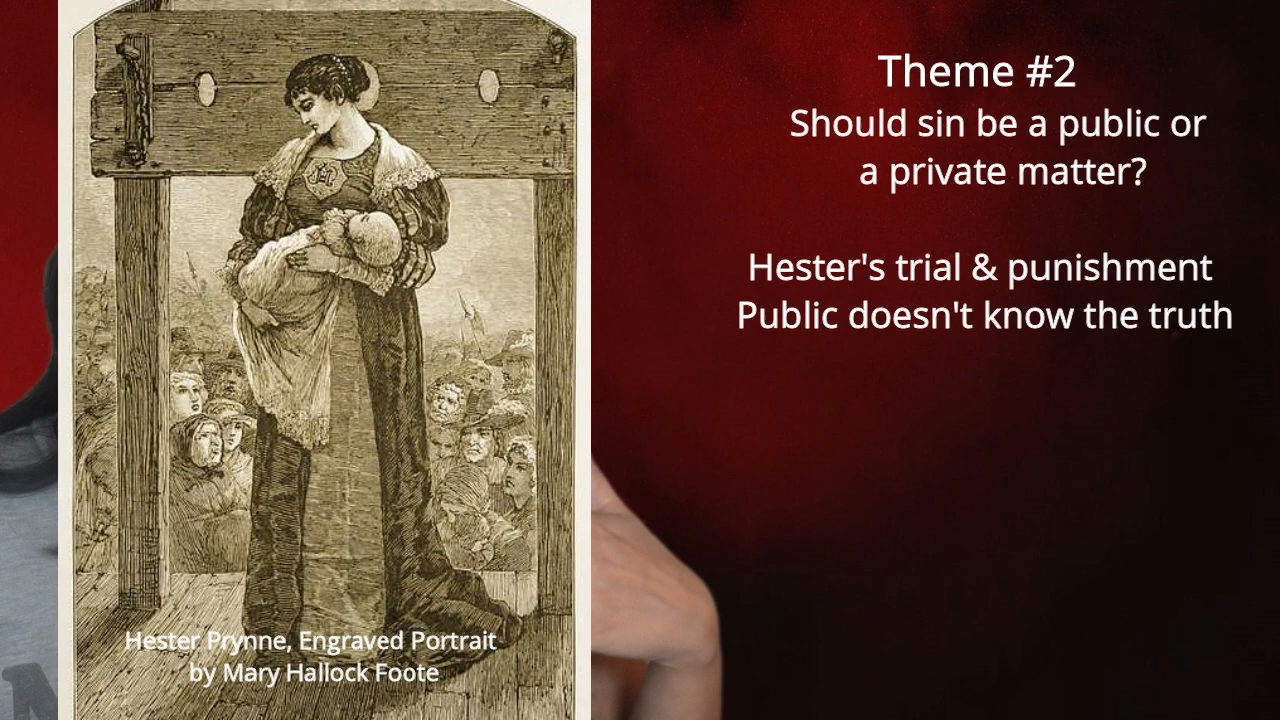 Theme #2
Should sin be a public or
a private matter?
Hester's trial & punishment
Public doesn't know the truth
Hester Prynne, Engraved Portrait
by Mary Hallock Foote